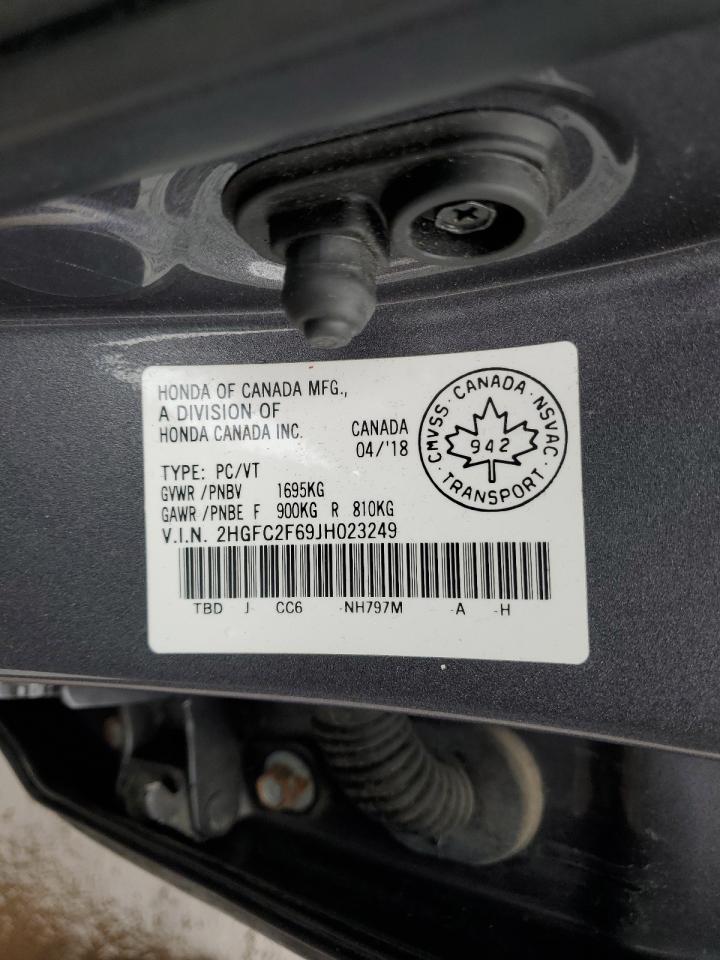 HONDA OF CANADA MFG.,
A DIVISION OF
HONDA CANADA INC.
CANADA
04/'18
TYPE: PC/VT
GVWR /PNBV 1695KG
GAWR /PNBE F 900KG R 810KG
V.I.N. 2HGFC2F69JH023249
TBD J CC6 -NH797M -A -H
CMVSS · CANADA · NSVAC
942
· TRANSPORT ·